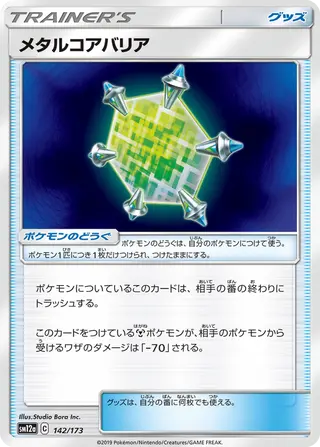 TRAINER'S
グッズ
メタルコアバリア
ポケモンのどうぐ
ポケモンのどうぐは、自分のポケモンにつけて使う。
ポケモン1匹につき1枚だけつけられ、つけたままにする。
ポケモンについているこのカードは、相手の番の終わりに
トラッシュする。
このカードをつけているポケモンが、相手のポケモンから
受けるワザのダメージは「-70」される。
Illus.Studio Bora Inc.
sm12a C 142/173
グッズは、自分の番に何枚でも使える。
©2019 Pokémon/Nintendo/Creatures/GAME FREAK.